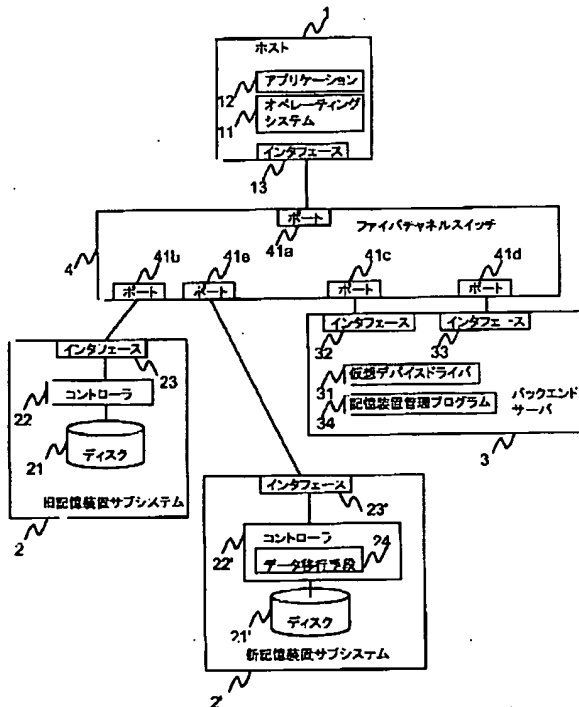 1
ホスト
アプリケーション
12
オペレーティング
システム
11
インタフェース
13
ポート
41a
ファイバチャネルスイッチ
4
41b
41e
41c
41d
ポート
ポート
ポート
ポート
インタフェース
23
コントローラ
22
ディスク
21
旧記憶装置サブシステム
2
インタフェース
32
インタフェース
33
仮想デバイスドライバ
31
記憶装置管理プログラム
34
バックエンド
サーバ
3
インタフェース
23'
コントローラ
24
22'
データ移行手段
ディスク
21'
新記憶装置サブシステム
2'